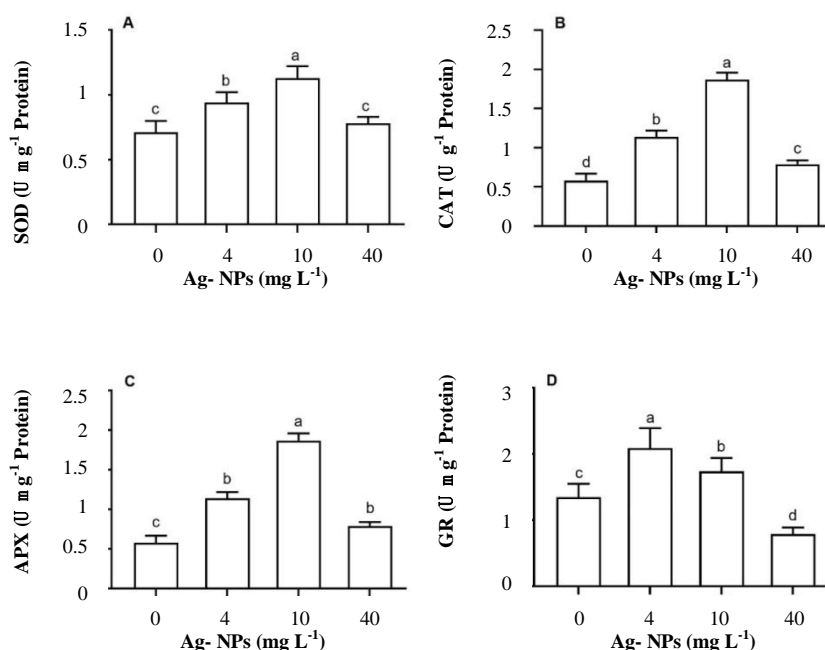 A
SOD (U mg-1 Protein)
1.5
1
0.5
0
c
b
a
c
0 4 10 40
Ag- NPs (mg L-1)
B
CAT (U g-1 Protein)
2.5
2
1.5
1
0.5
0
d
b
a
c
0 4 10 40
Ag- NPs (mg L-1)
C
APX (U mg-1 Protein)
2.5
2
1.5
1
0.5
0
c
b
a
b
0 4 10 40
Ag- NPs (mg L-1)
D
GR (U mg-1 Protein)
3
2
1
0
c
a
b
d
0 4 10 40
Ag- NPs (mg L-1)